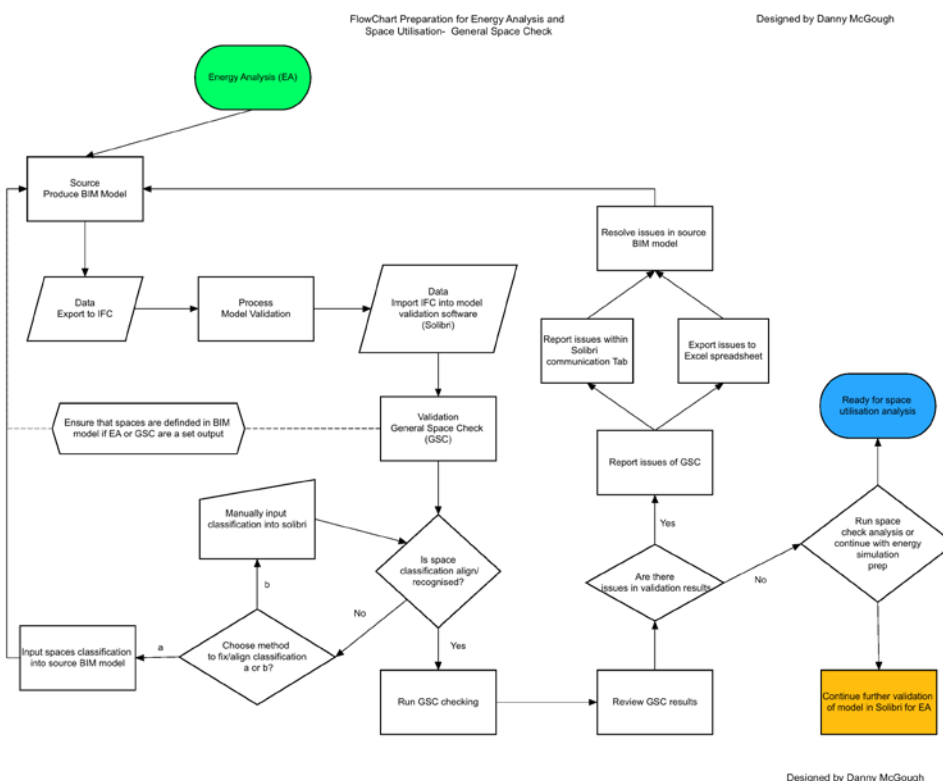 FlowChart Preparation for Energy Analysis and
Space Utilisation- General Space Check
Designed by Danny McGough
Energy Analysis (EA)
Source
Produce BIM Model
Resolve issues in source
BIM model
Data
Export to IFC
Process
Model Validation
Data
Import IFC into model
validation software
(Solibri)
Report issues within
Solibri
communication Tab
Export issues to
Excel spreadsheet
Ready for space
utilisation analysis
Ensure that spaces are definded in BIM
model if EA or GSC are a set output
Validation
General Space Check
(GSC)
Report issues of GSC
Manually input
classification into solibri
Yes
Run space
check analysis or
continue with energy
simulation
prep
Is space
classification align/
recognised?
Are there
issues in validation results
No
b
No
Input spaces classification
into source BIM model
a
Choose method
to fix/align classification
a or b?
Yes
Run GSC checking
Review GSC results
Continue further validation
of model in Solibri for EA
Designed by Danny McGough